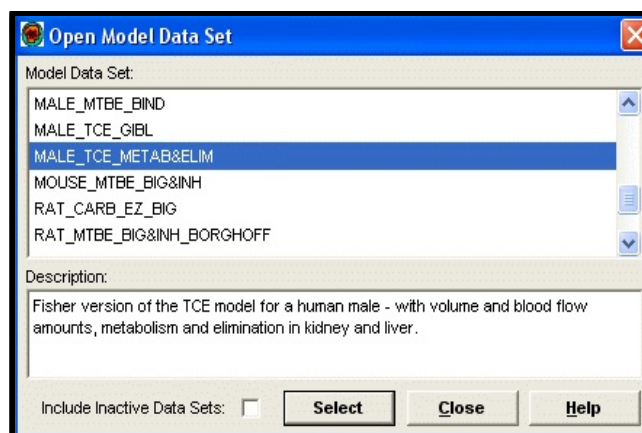 Open Model Data Set
Model Data Set:
MALE_MTBE_BIND
MALE_TCE_GIBL
MALE_TCE_METAB&ELIM
MOUSE_MTBE_BIG&INH
RAT_CARB_EZ_BIG
RAT_MTBE_BIG&INH_BORGHOFF
Description:
Fisher version of the TCE model for a human male - with volume and blood flow
amounts, metabolism and elimination in kidney and liver.
Include Inactive Data Sets: Select Close Help